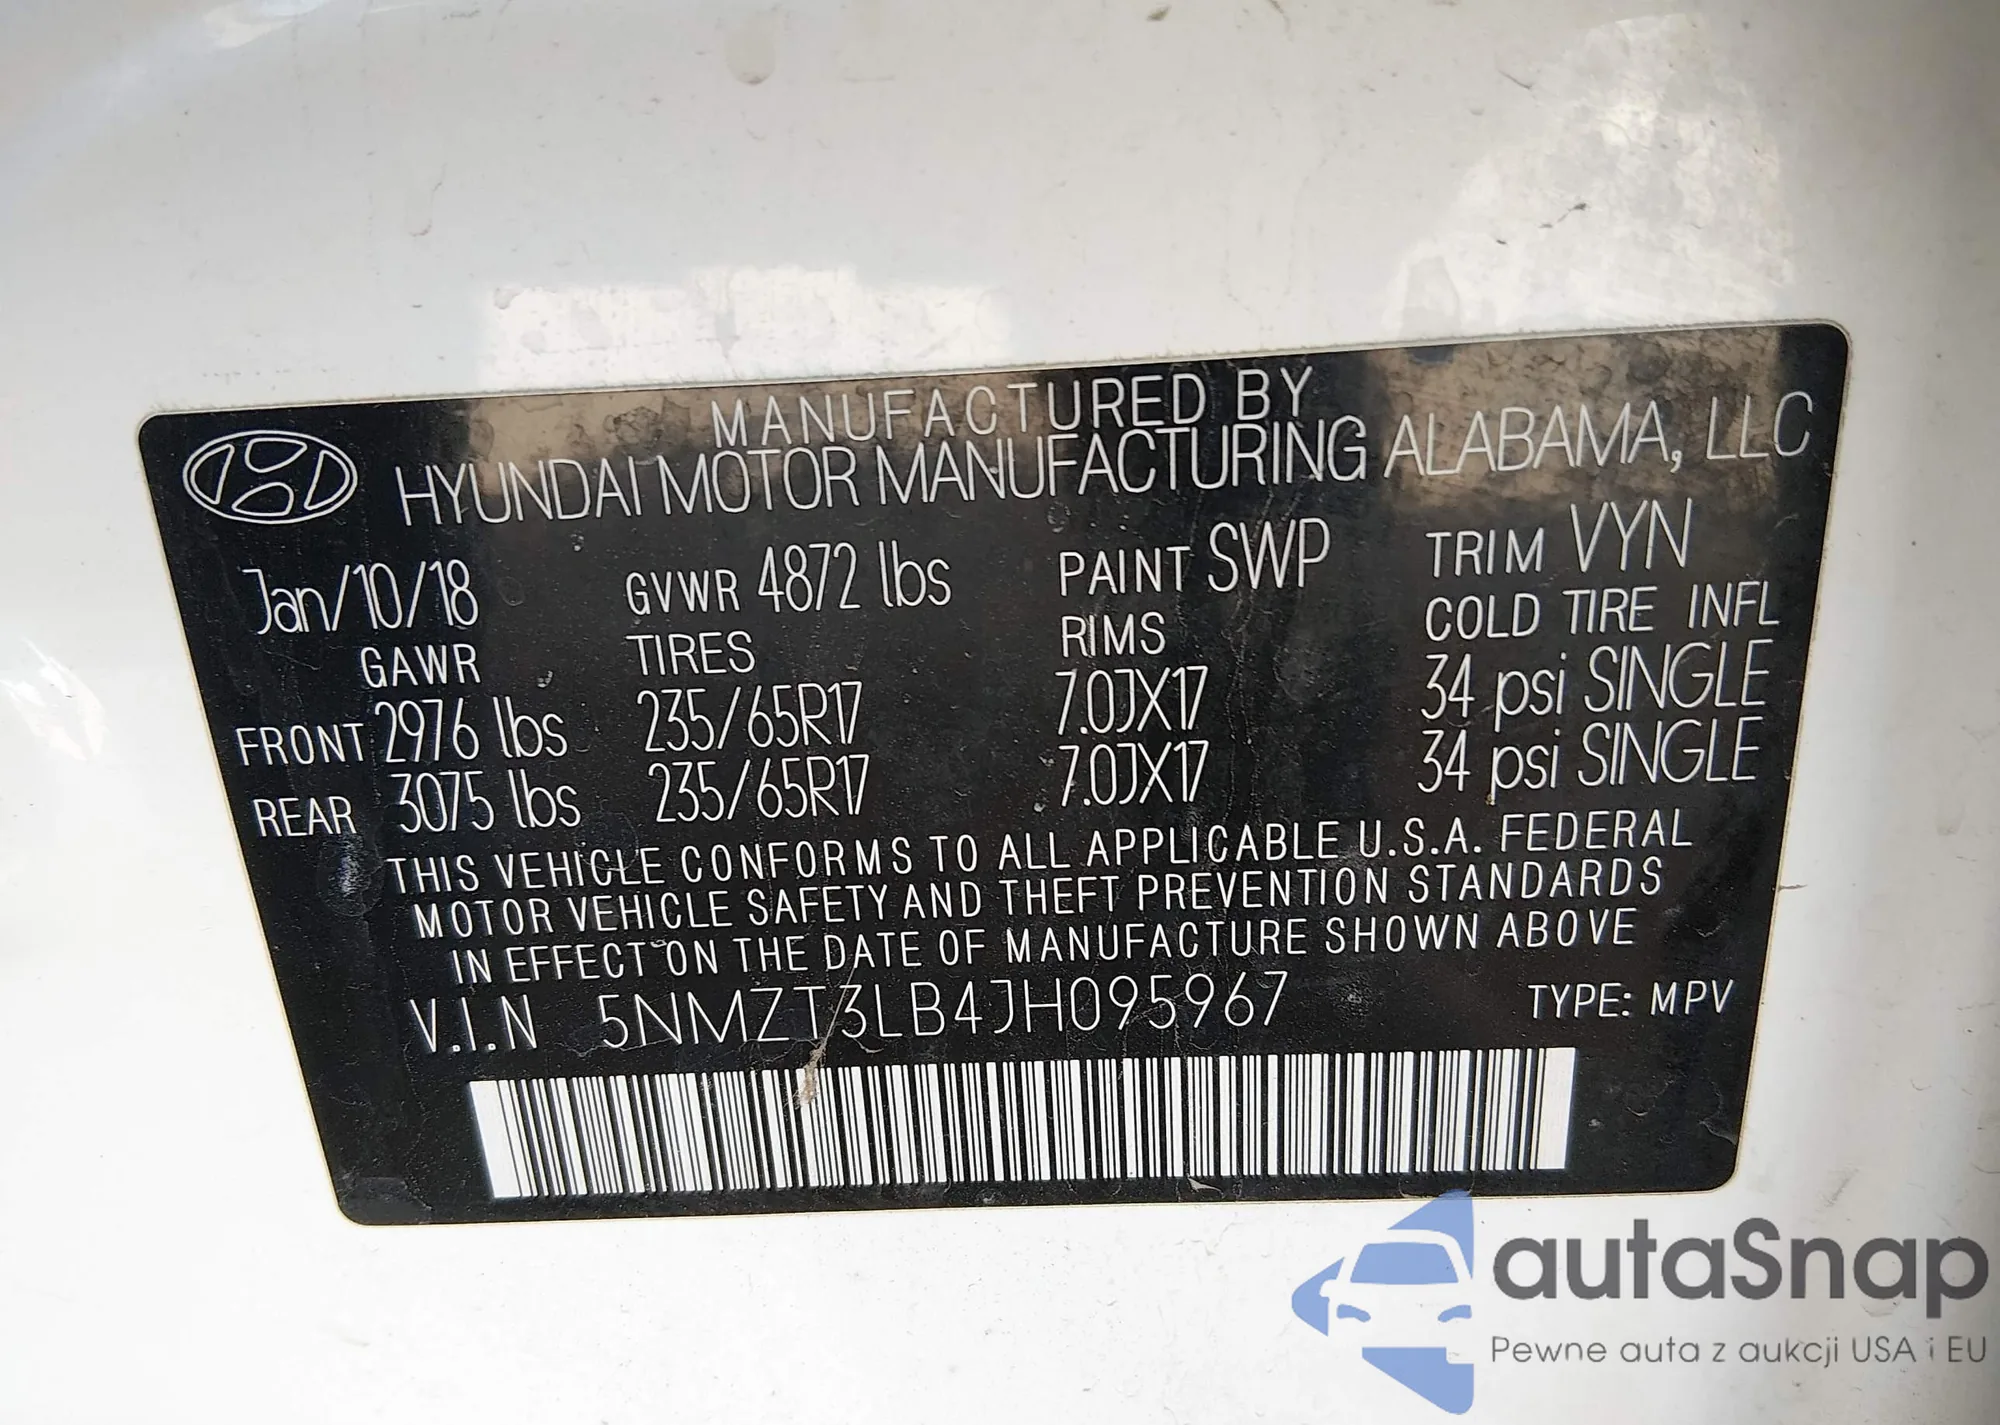 MANUFACTURED BY
HYUNDAI MOTOR MANUFACTURING ALABAMA, LLC
Jan/10/18 GVWR 4872 lbs PAINT SWP TRIM VYN
GAWR TIRES RIMS COLD TIRE INFL
FRONT 2976 lbs 235/65R17 7.0JX17 34 psi SINGLE
REAR 3075 lbs 235/65R17 7.0JX17 34 psi SINGLE
THIS VEHICLE CONFORMS TO ALL APPLICABLE U.S.A. FEDERAL
MOTOR VEHICLE SAFETY AND THEFT PREVENTION STANDARDS
IN EFFECT ON THE DATE OF MANUFACTURE SHOWN ABOVE
V.I.N 5NMZT3LB4JH095967 TYPE: MPV
autaSnap
Pewne auta z aukcji USA i EU